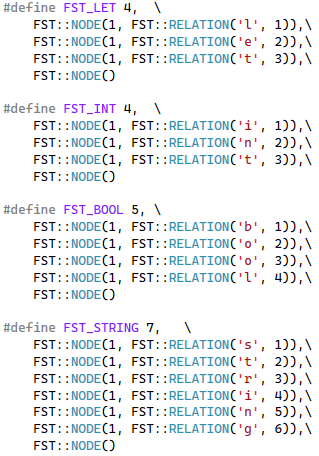 #define FST_LET 4,  \
    FST::NODE(1, FST::RELATION('l', 1)),\
    FST::NODE(1, FST::RELATION('e', 2)),\
    FST::NODE(1, FST::RELATION('t', 3)),\
    FST::NODE()
#define FST_INT 4,  \
    FST::NODE(1, FST::RELATION('i', 1)),\
    FST::NODE(1, FST::RELATION('n', 2)),\
    FST::NODE(1, FST::RELATION('t', 3)),\
    FST::NODE()
#define FST_BOOL 5, \
    FST::NODE(1, FST::RELATION('b', 1)),\
    FST::NODE(1, FST::RELATION('o', 2)),\
    FST::NODE(1, FST::RELATION('o', 3)),\
    FST::NODE(1, FST::RELATION('l', 4)),\
    FST::NODE()
#define FST_STRING 7,   \
    FST::NODE(1, FST::RELATION('s', 1)),\
    FST::NODE(1, FST::RELATION('t', 2)),\
    FST::NODE(1, FST::RELATION('r', 3)),\
    FST::NODE(1, FST::RELATION('i', 4)),\
    FST::NODE(1, FST::RELATION('n', 5)),\
    FST::NODE(1, FST::RELATION('g', 6)),\
    FST::NODE()